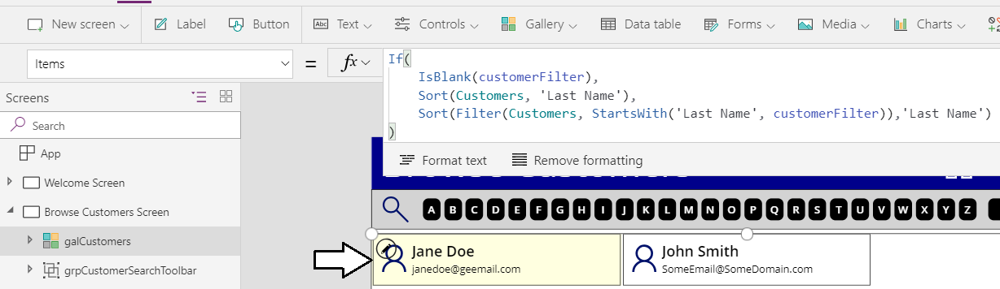 New screen
Label
Button
Abc
Text
Controls
Gallery
Data table
Forms
Media
Charts
Items
=
fx
If(
IsBlank(customerFilter),
Sort(Customers, 'Last Name'),
Sort(Filter(Customers, StartsWith('Last Name', customerFilter)),'Last Name')
)
Format text
Remove formatting
Screens
Search
App
Welcome Screen
Browse Customers Screen
galCustomers
grpCustomerSearchToolbar
A B C D E F G H I J K L M N O P Q R S T U V W X Y Z
Jane Doe
janedoe@geemail.com
John Smith
SomeEmail@SomeDomain.com